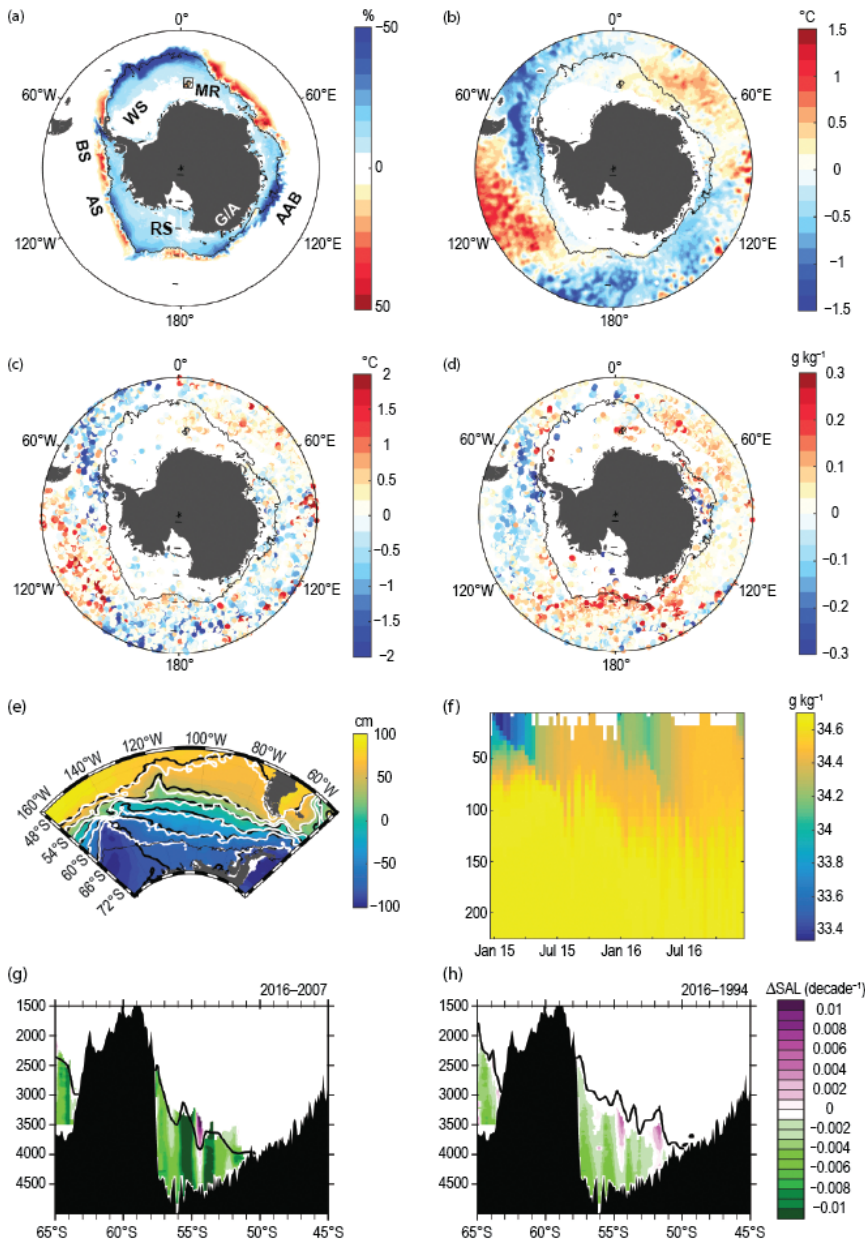 (a)
0°
%
−50
0
50
60°W
60°E
120°W
120°E
180°
WS
MR
BS
AS
RS
G/A
AAB
(b)
0°
°C
1.5
1
0.5
0
−0.5
−1
−1.5
60°W
60°E
120°W
120°E
180°
(c)
0°
°C
2
1.5
1
0.5
0
−0.5
−1
−1.5
−2
60°W
60°E
120°W
120°E
180°
(d)
0°
g kg⁻¹
0.3
0.2
0.1
0
−0.1
−0.2
−0.3
60°W
60°E
120°W
120°E
180°
(e)
cm
100
50
0
−50
−100
160°W
140°W
120°W
100°W
80°W
60°W
48°S
54°S
60°S
66°S
72°S
(f)
g kg⁻¹
34.6
34.4
34.2
34
33.8
33.6
33.4
50
100
150
200
Jan 15
Jul 15
Jan 16
Jul 16
(g)
2016–2007
1500
2000
2500
3000
3500
4000
4500
65°S
60°S
55°S
50°S
45°S
(h)
2016–1994
1500
2000
2500
3000
3500
4000
4500
65°S
60°S
55°S
50°S
45°S
ΔSAL (decade⁻¹)
0.01
0.008
0.006
0.004
0.002
0
−0.002
−0.004
−0.006
−0.008
−0.01